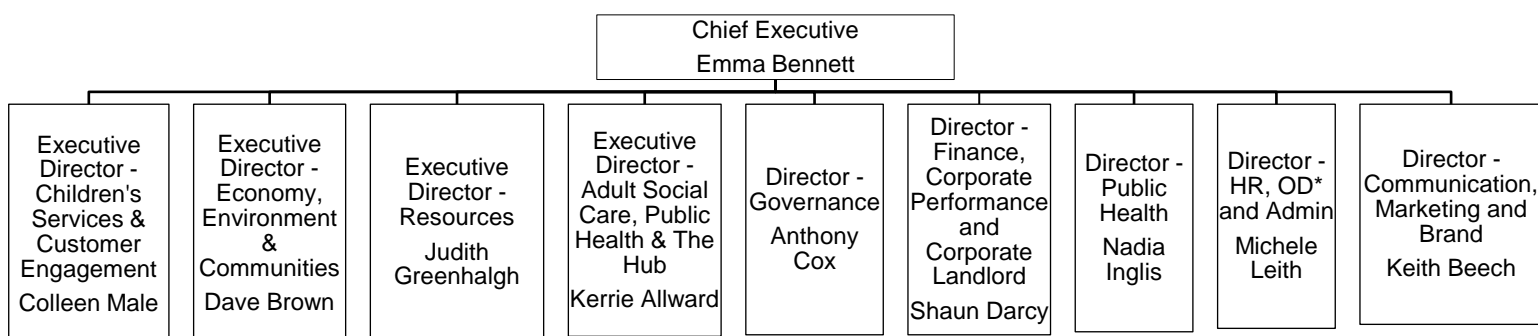 Chief Executive
Emma Bennett
Executive
Director -
Children's
Services &
Customer
Engagement
Colleen Male
Executive
Director -
Economy,
Environment
&
Communities
Dave Brown
Executive
Director -
Resources
Judith
Greenhalgh
Executive
Director -
Adult Social
Care, Public
Health & The
Hub
Kerrie Allward
Director -
Governance
Anthony
Cox
Director -
Finance,
Corporate
Performance
and
Corporate
Landlord
Shaun Darcy
Director -
Public
Health
Nadia
Inglis
Director -
HR, OD*
and Admin
Michele
Leith
Director -
Communication,
Marketing and
Brand
Keith Beech